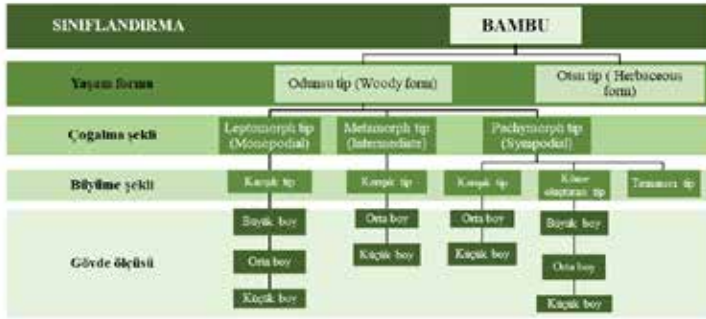 SINIFLANDIRMA
BAMBU
Yaşam formu
Odunsu tip (Woody form)
Otsu tip ( Herbaceous
form)
Çoğalma şekli
Leptomorph tip
(Monopodial)
Metamorph tip
(Intermediate)
Pachymorph tip
(Sympodial)
Büyüme şekli
Karışık tip
Karışık tip
Karışık tip
Küme
oluşturan tip
Tırmanıcı tip
Gövde ölçüsü
Büyük boy
Orta boy
Küçük boy
Orta boy
Küçük boy
Orta boy
Küçük boy
Büyük boy
Orta boy
Küçük boy